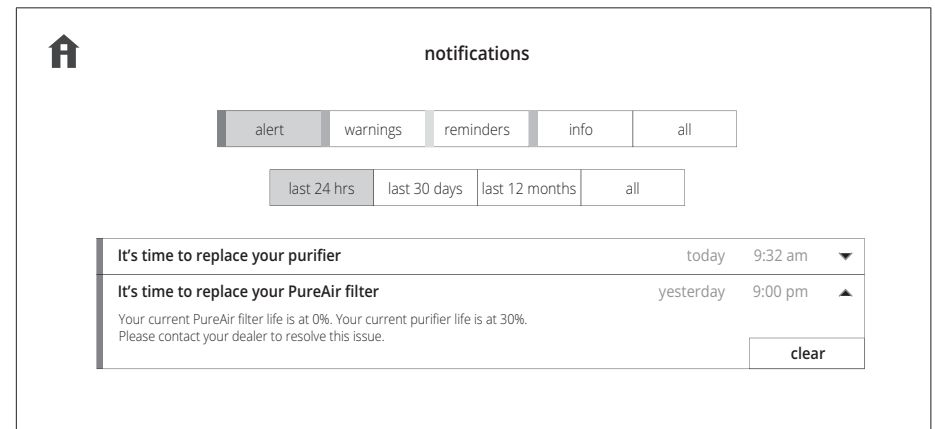 notifications
alert warnings reminders info all
last 24 hrs last 30 days last 12 months all
It’s time to replace your purifier today 9:32 am
It’s time to replace your PureAir filter yesterday 9:00 pm
Your current PureAir filter life is at 0%. Your current purifier life is at 30%.
Please contact your dealer to resolve this issue.
clear